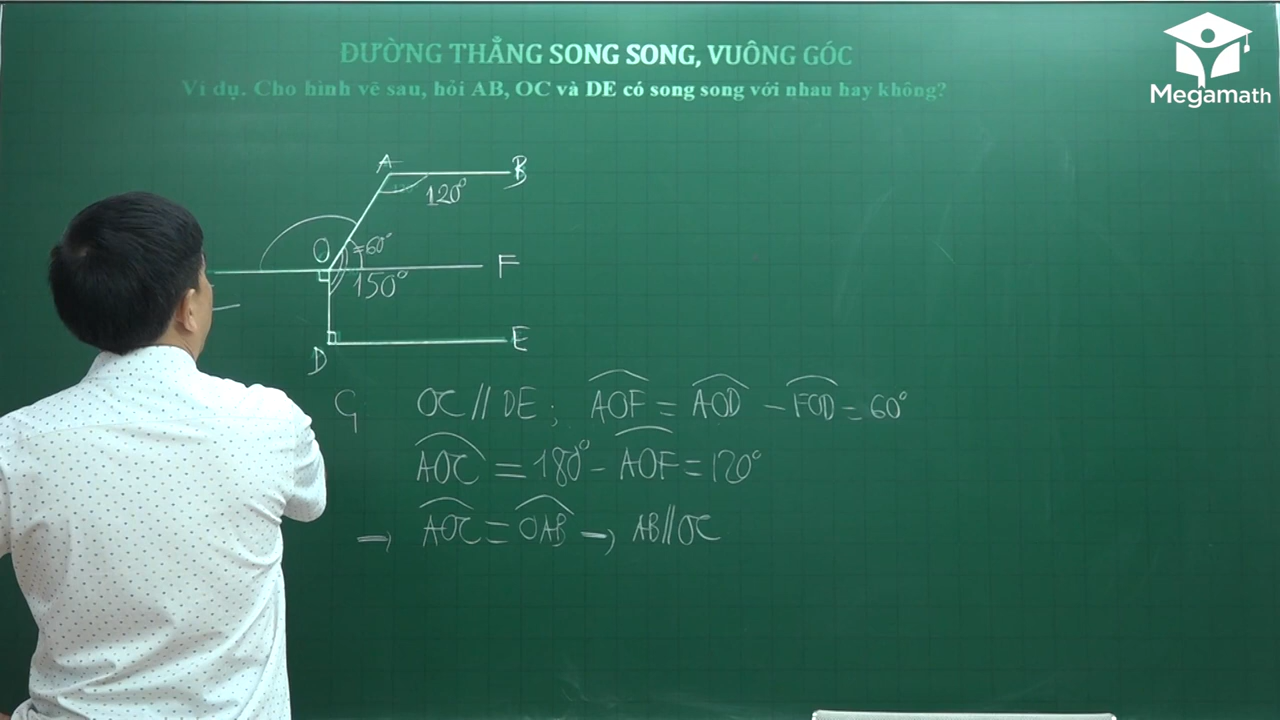 ĐƯỜNG THẲNG SONG SONG, VUÔNG GÓC
Ví dụ. Cho hình vẽ sau, hỏi AB, OC và DE có song song với nhau hay không?
Megamath
A B
120°
O =60°
F
150°
D E
G OC // DE; AOF = AOD - FOD = 60°
AOC = 180° - AOF = 120°
→ AOC = OAB → AB // OC